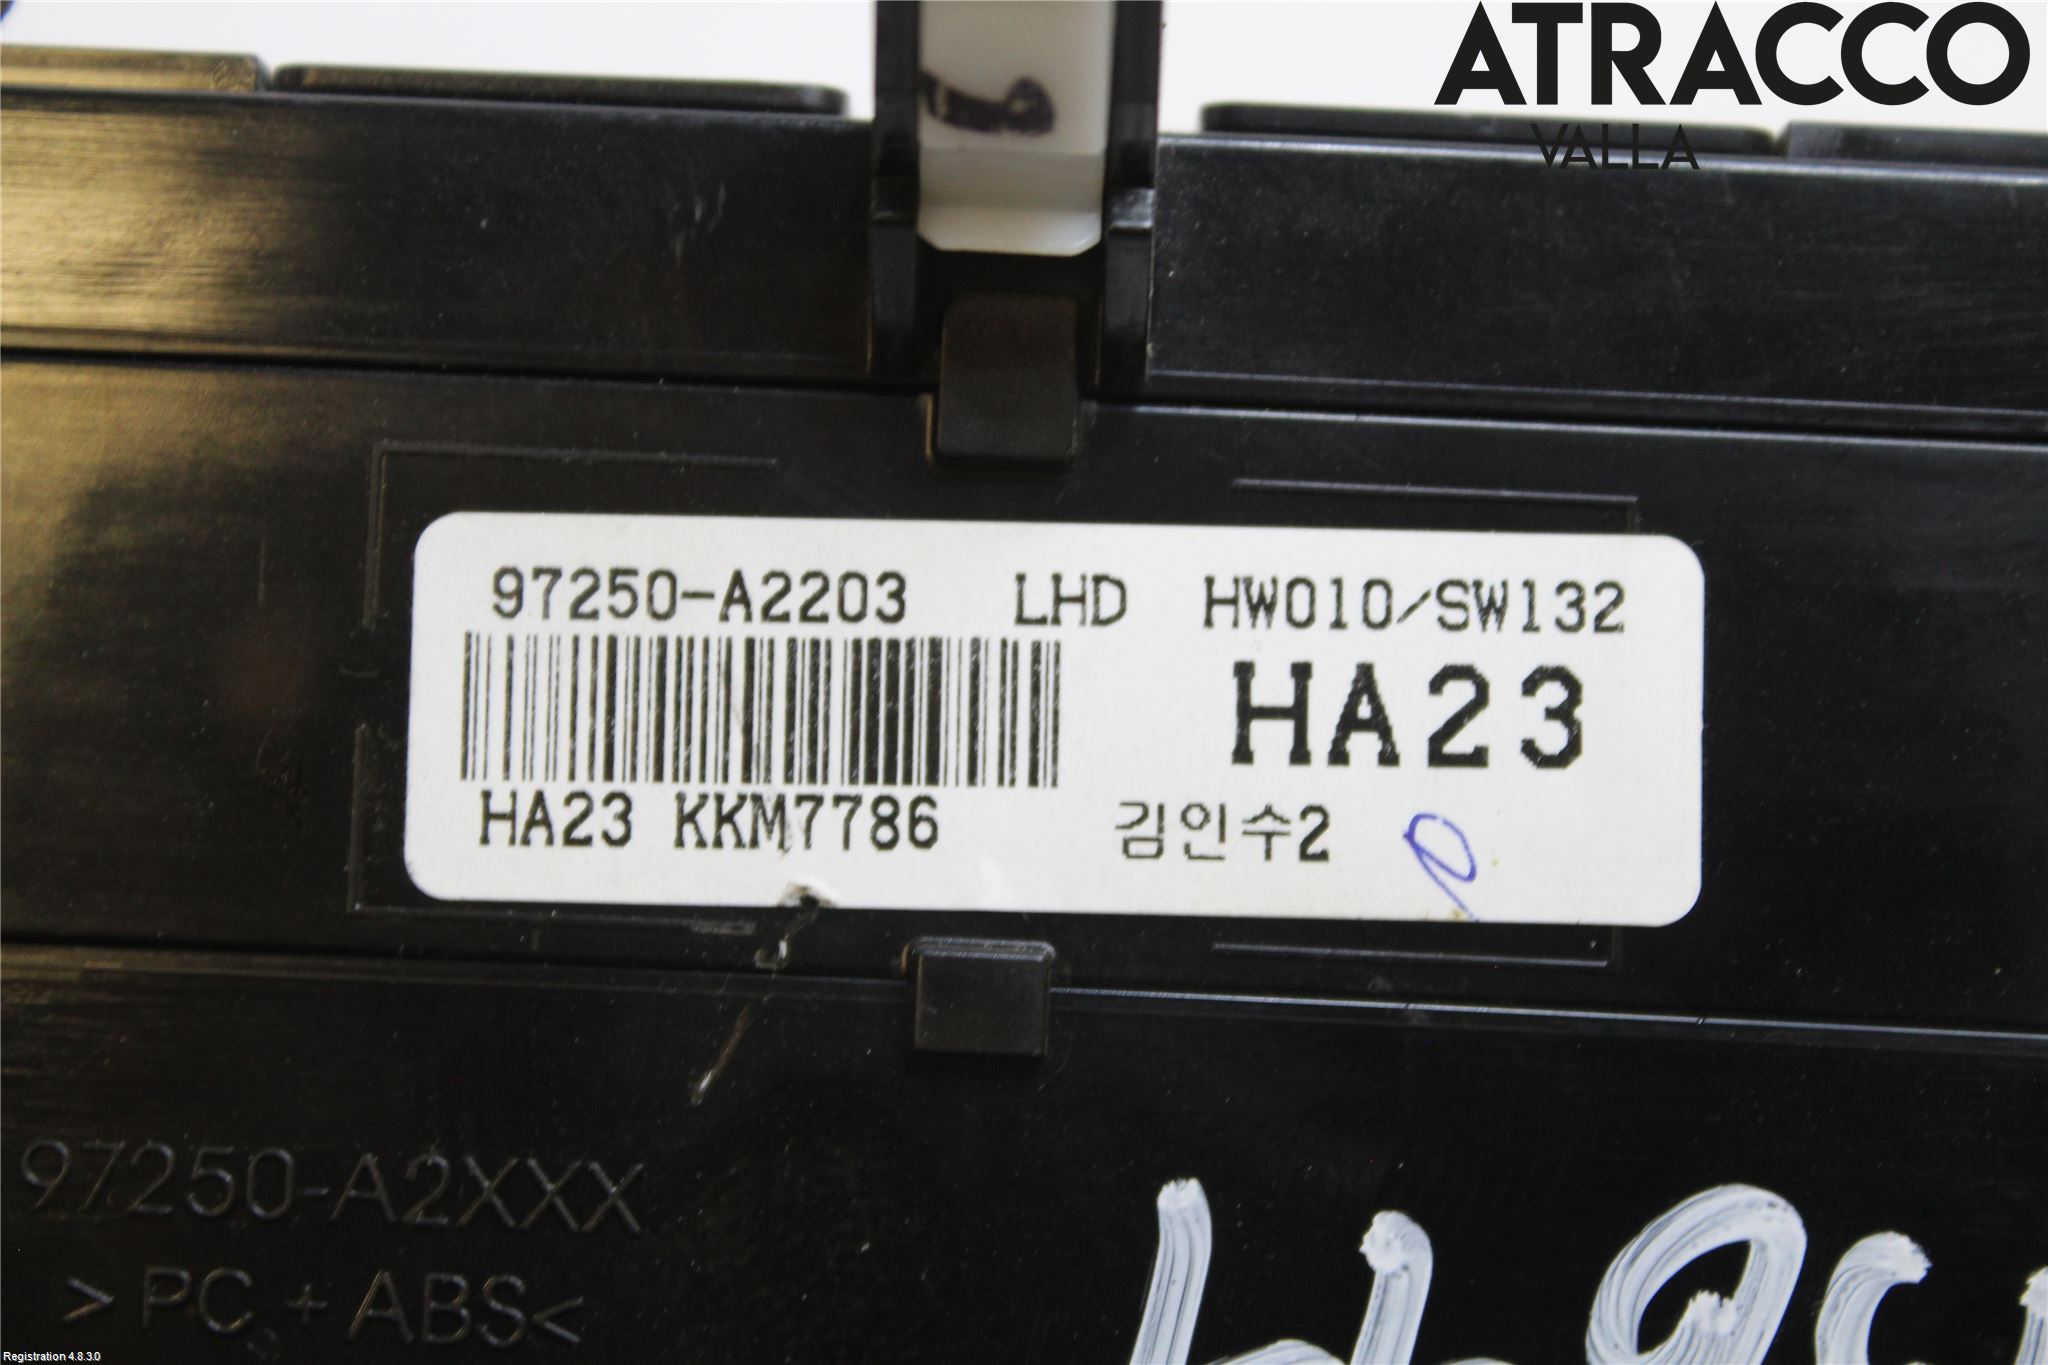 ATRACCO
VALLA
97250-A2203 LHD HW010/SW132
HA23
HA23 KKM7786 김인수2
97250-A2XXX
>PC+ABS<
Registration 4.8.3.0